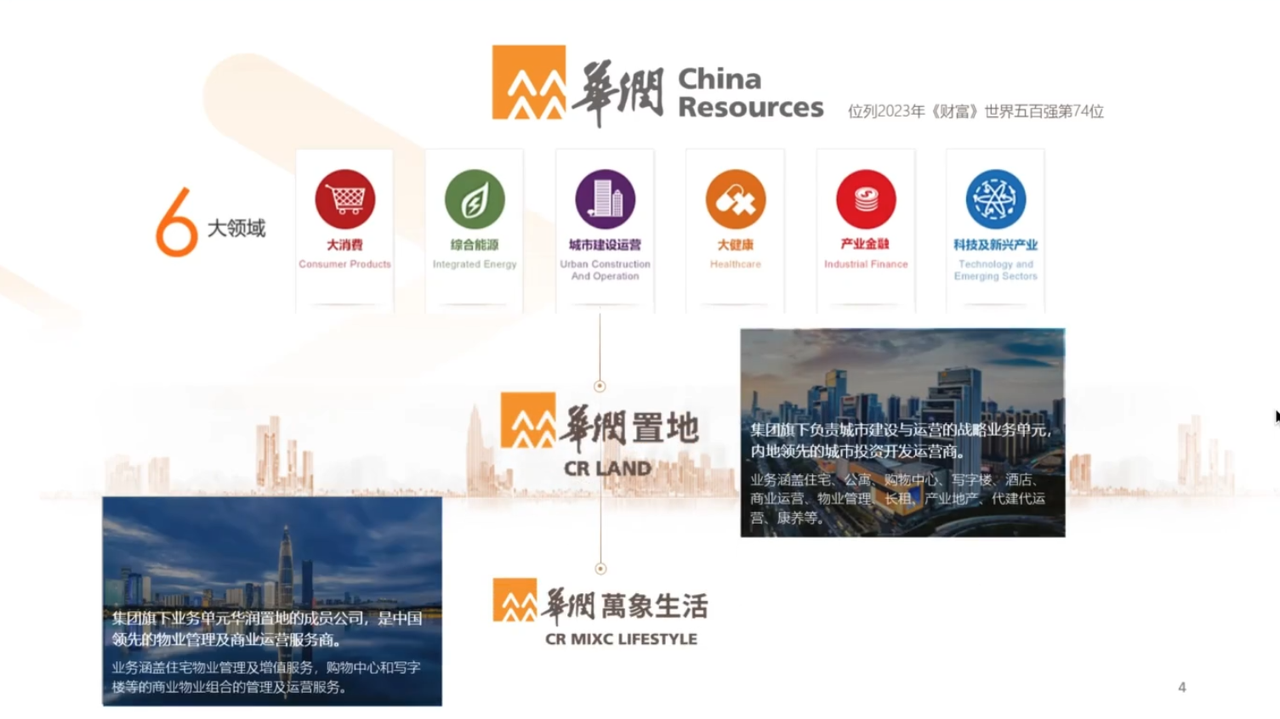 華潤 China
Resources
位列2023年《财富》世界五百强第74位
6大领域
大消费
Consumer Products
综合能源
Integrated Energy
城市建设运营
Urban Construction
And Operation
大健康
Healthcare
产业金融
Industrial Finance
科技及新兴产业
Technology and
Emerging Sectors
華潤置地
CR LAND
集团旗下负责城市建设与运营的战略业务单元，
内地领先的城市投资开发运营商。
业务涵盖住宅、公寓、购物中心、写字楼、酒店、
商业运营、物业管理、长租、产业地产、代建代运
营、康养等。
華潤萬象生活
CR MIXC LIFESTYLE
集团旗下业务单元华润置地的成员公司，是中国
领先的物业管理及商业运营服务商。
业务涵盖住宅物业管理及增值服务，购物中心和写字
楼等的商业物业组合的管理及运营服务。
4